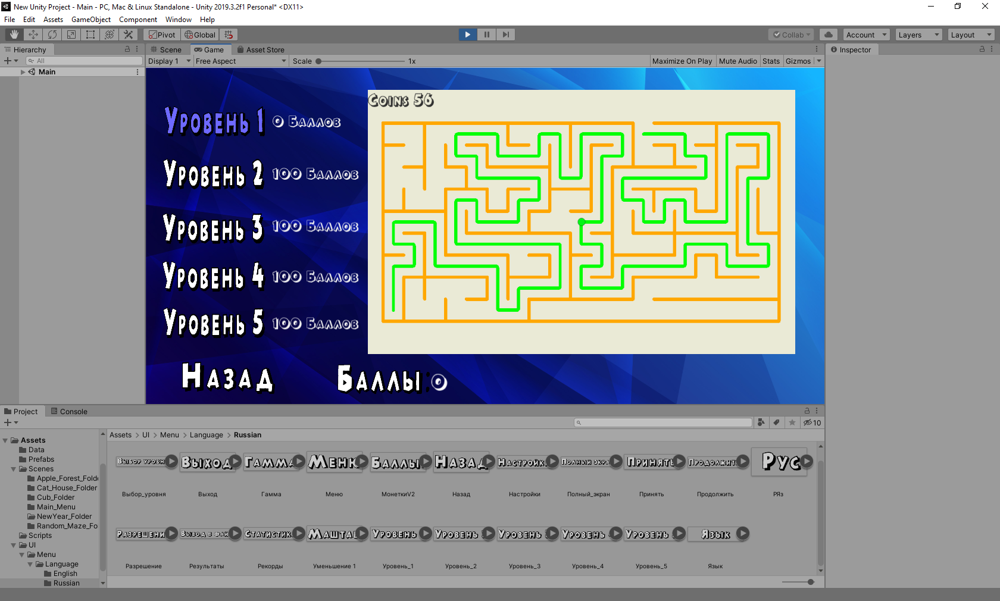 New Unity Project - Main - PC, Mac & Linux Standalone - Unity 2019.3.2f1 Personal* <DX11>
File Edit Assets GameObject Component Window Help
Pivot Global Collab Account Layers Layout
Hierarchy Scene Game Asset Store Inspector
All Display 1 Free Aspect Scale 1x Maximize On Play Mute Audio Stats Gizmos
Main
Coins 56
Уровень 1 0 Баллов
Уровень 2 100 Баллов
Уровень 3 100 Баллов
Уровень 4 100 Баллов
Уровень 5 100 Баллов
Назад Баллы:0
Project Console
10
Assets > UI > Menu > Language > Russian
Assets
Data
Prefabs
Scenes
Apple_Forest_Folde
Cat_House_Folder
Cub_Folder
Main_Menu
NewYear_Folder
Random_Maze_Fo
Scripts
UI
Menu
Language
English
Russian
Выбор уровн Выход Гамма Меню Баллы Назад Настройк Полный экра Принять Продолжит Рус
Выбор_уровня Выход Гамма Меню МонеткиV2 Назад Настройки Полный_экран Принять Продолжить РЯз
Разрешени Вывод в фай Статистик Машта Уровень Уровень Уровень Уровень Уровень Язык
Разрешение Результаты Рекорды Уменьшение 1 Уровень_1 Уровень_2 Уровень_3 Уровень_4 Уровень_5 Язык